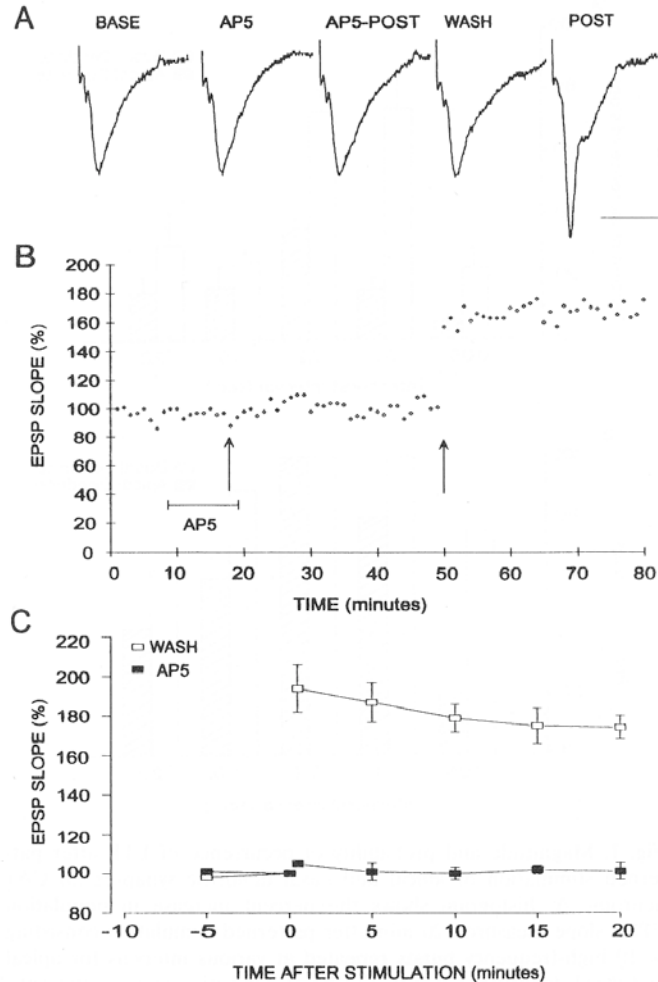 A
BASE AP5 AP5-POST WASH POST
B
EPSP SLOPE (%)
200
180
160
140
120
100
80
60
40
20
0
AP5
0 10 20 30 40 50 60 70 80
TIME (minutes)
C
WASH
AP5
EPSP SLOPE (%)
220
200
180
160
140
120
100
80
-10 -5 0 5 10 15 20
TIME AFTER STIMULATION (minutes)